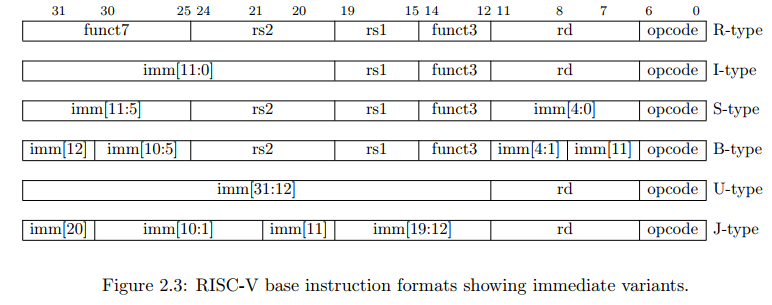 31 30 25 24 21 20 19 15 14 12 11 8 7 6 0
funct7 rs2 rs1 funct3 rd opcode R-type
imm[11:0] rs1 funct3 rd opcode I-type
imm[11:5] rs2 rs1 funct3 imm[4:0] opcode S-type
imm[12] imm[10:5] rs2 rs1 funct3 imm[4:1] imm[11] opcode B-type
imm[31:12] rd opcode U-type
imm[20] imm[10:1] imm[11] imm[19:12] rd opcode J-type
Figure 2.3: RISC-V base instruction formats showing immediate variants.